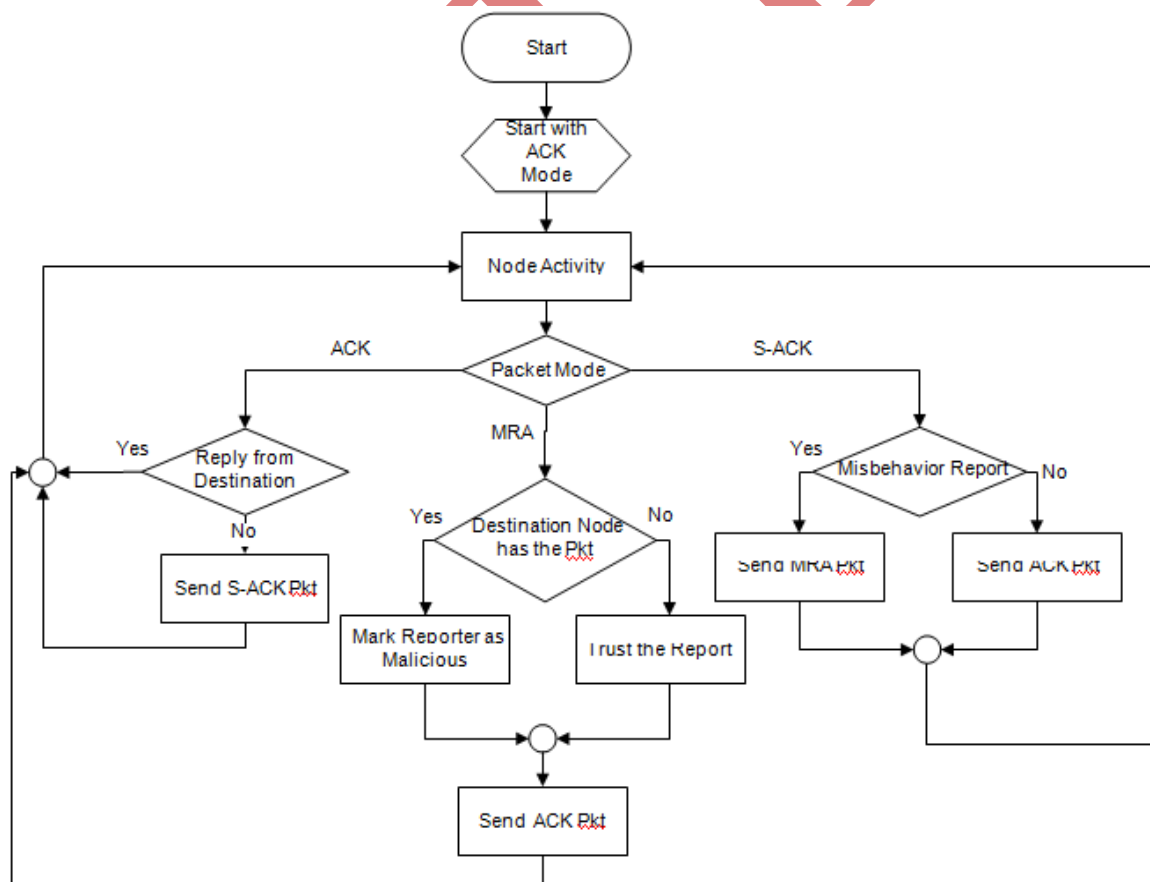 Start
Start with
ACK
Mode
Node Activity
ACK
Packet Mode
S-ACK
MRA
Yes
Reply from
Destination
No
Send S-ACK Pkt
Yes
Destination Node
has the Pkt
No
Mark Reporter as
Malicious
Trust the Report
Send ACK Pkt
Yes
Misbehavior Report
No
Send MRA Pkt
Send ACK Pkt